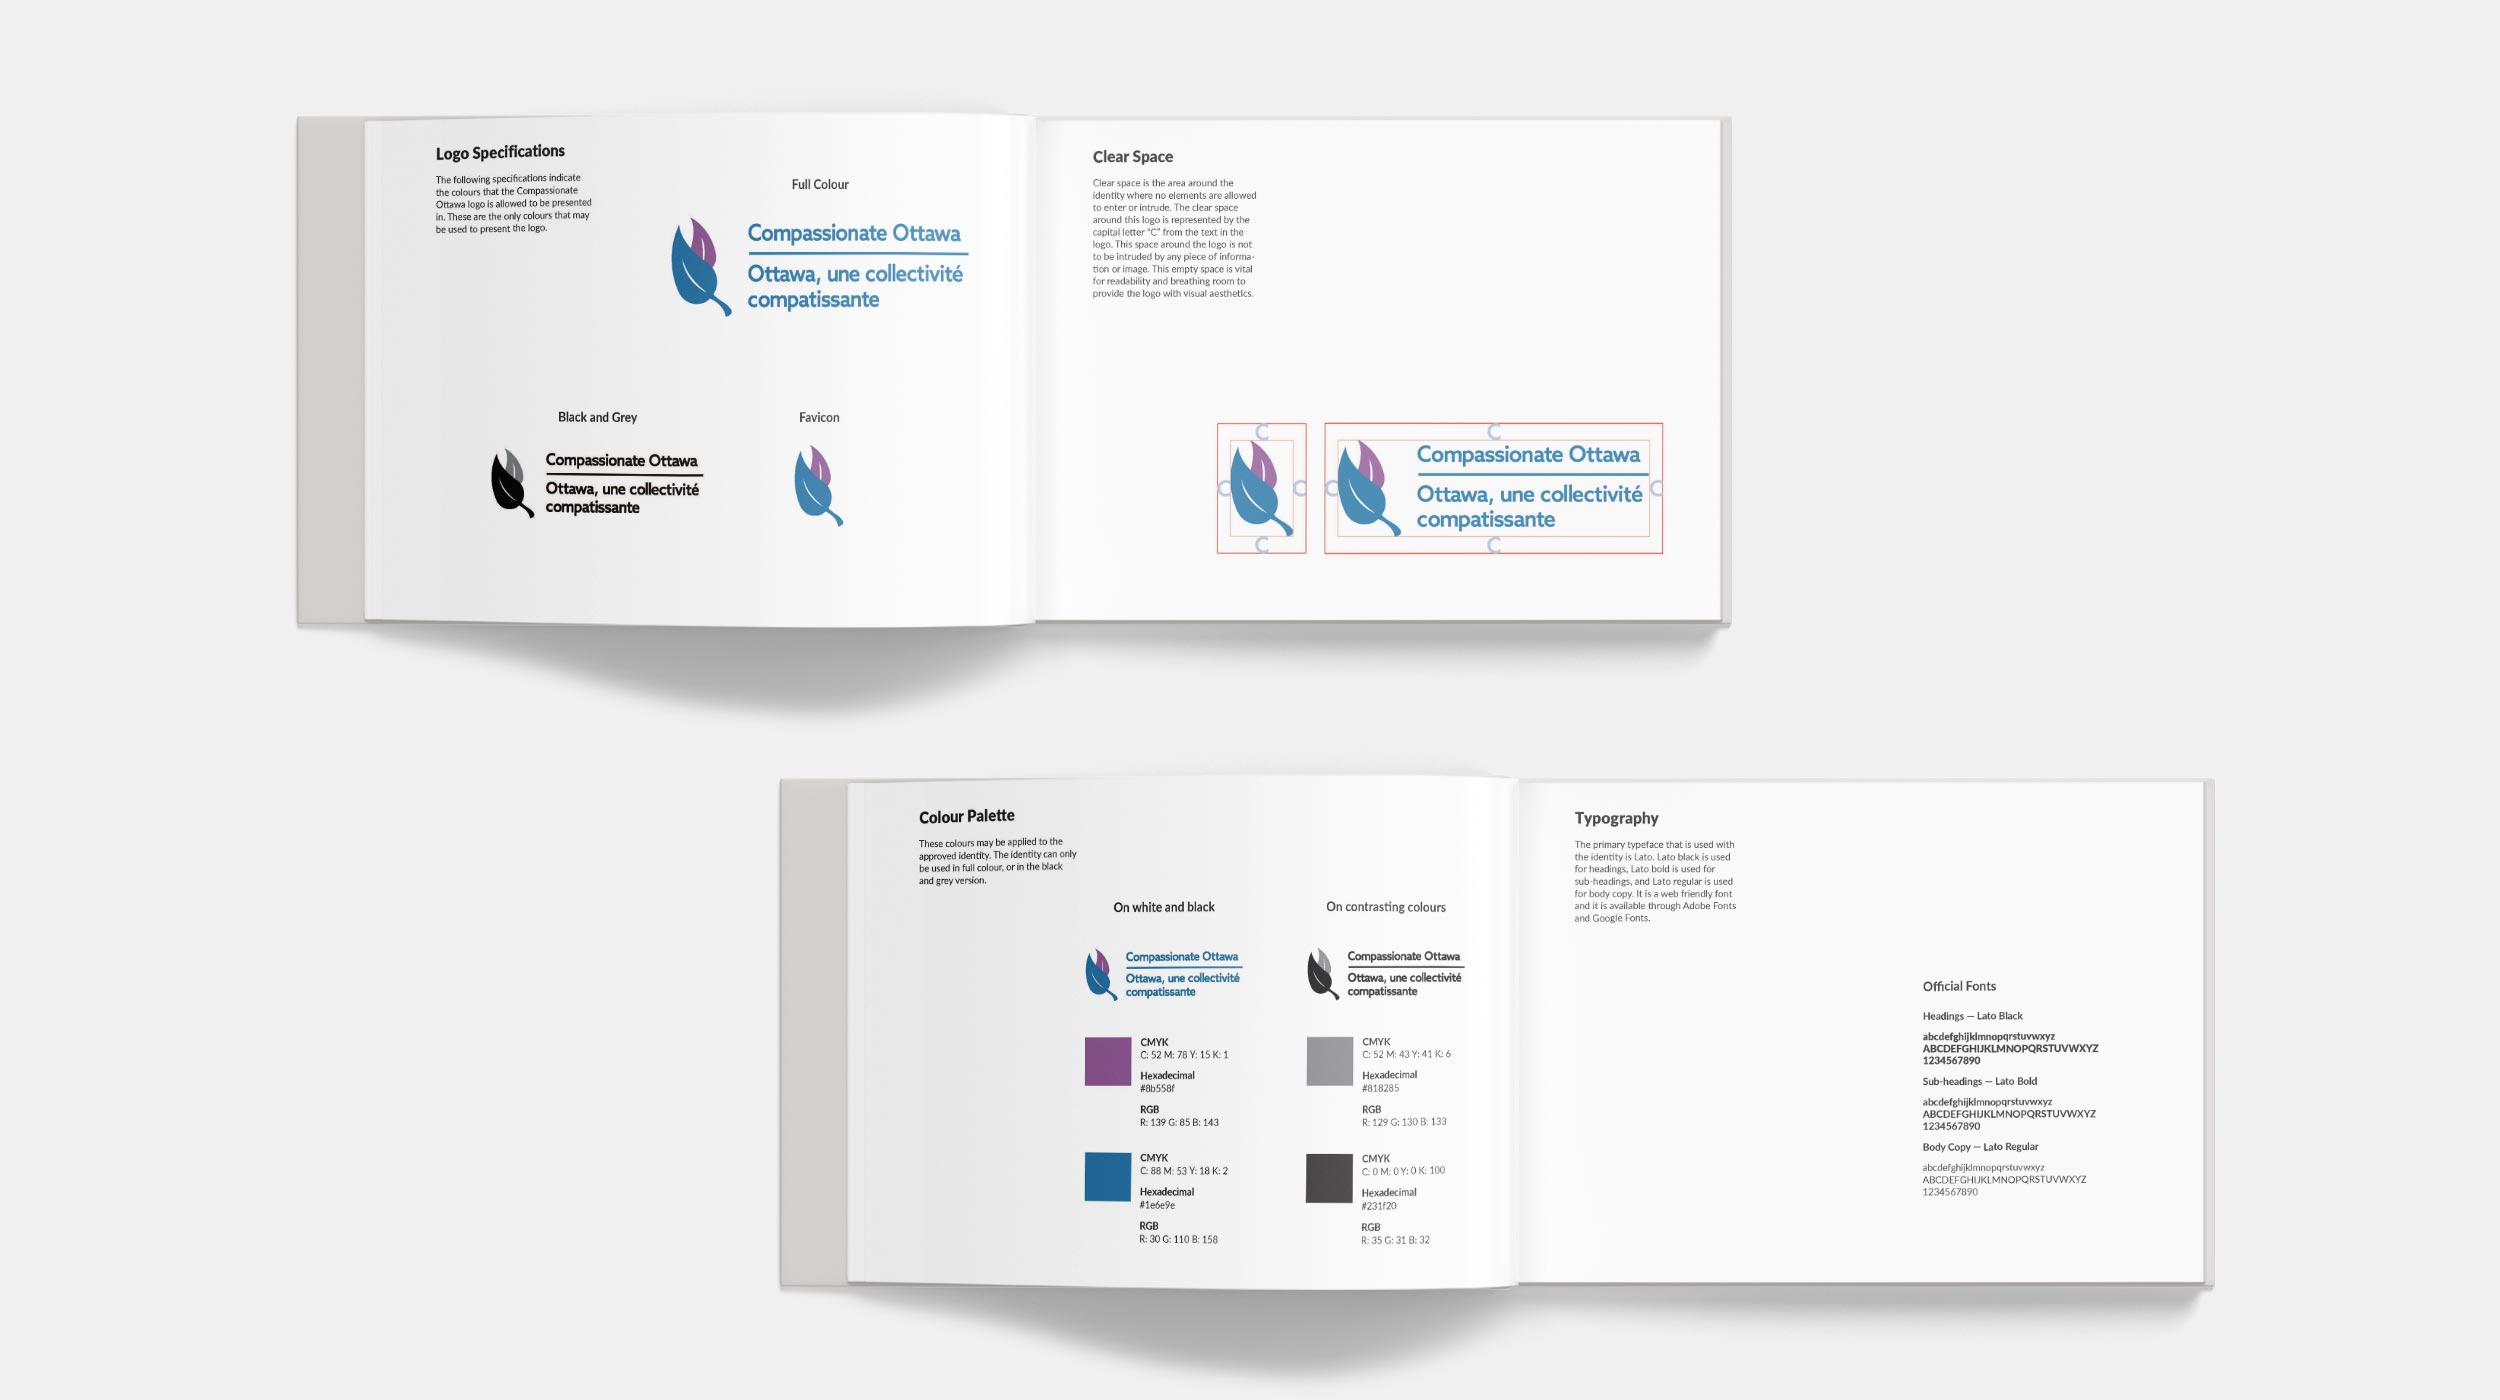 Logo Specifications
The following specifications indicate
the colours that the Compassionate
Ottawa logo is allowed to be presented
in. These are the only colours that may
be used to present the logo.
Full Colour
Compassionate Ottawa
Ottawa, une collectivité
compatissante
Black and Grey
Compassionate Ottawa
Ottawa, une collectivité
compatissante
Favicon
Clear Space
Clear space is the area around the
identity where no elements are allowed
to enter or intrude. The clear space
around this logo is represented by the
capital letter “C” from the text in the
logo. This space around the logo is not
to be intruded by any piece of informa-
tion or image. This empty space is vital
for readability and breathing room to
provide the logo with visual aesthetics.
C
C
C
C
C
C
Compassionate Ottawa
Ottawa, une collectivité
compatissante
C
C
Colour Palette
These colours may be applied to the
approved identity. The identity can only
be used in full colour, or in the black
and grey version.
On white and black
Compassionate Ottawa
Ottawa, une collectivité
compatissante
CMYK
C: 52 M: 78 Y: 15 K: 1
Hexadecimal
#8b558f
RGB
R: 139 G: 85 B: 143
CMYK
C: 88 M: 53 Y: 18 K: 2
Hexadecimal
#1e6e9e
RGB
R: 30 G: 110 B: 158
On contrasting colours
Compassionate Ottawa
Ottawa, une collectivité
compatissante
CMYK
C: 52 M: 43 Y: 41 K: 6
Hexadecimal
#818285
RGB
R: 129 G: 130 B: 133
CMYK
C: 0 M: 0 Y: 0 K: 100
Hexadecimal
#231f20
RGB
R: 35 G: 31 B: 32
Typography
The primary typeface that is used with
the identity is Lato. Lato black is used
for headings, Lato bold is used for
sub-headings, and Lato regular is used
for body copy. It is a web friendly font
and it is available through Adobe Fonts
and Google Fonts.
Official Fonts
Headings — Lato Black
abcdefghijklmnopqrstuvwxyz
ABCDEFGHIJKLMNOPQRSTUVWXYZ
1234567890
Sub-headings — Lato Bold
abcdefghijklmnopqrstuvwxyz
ABCDEFGHIJKLMNOPQRSTUVWXYZ
1234567890
Body Copy — Lato Regular
abcdefghijklmnopqrstuvwxyz
ABCDEFGHIJKLMNOPQRSTUVWXYZ
1234567890